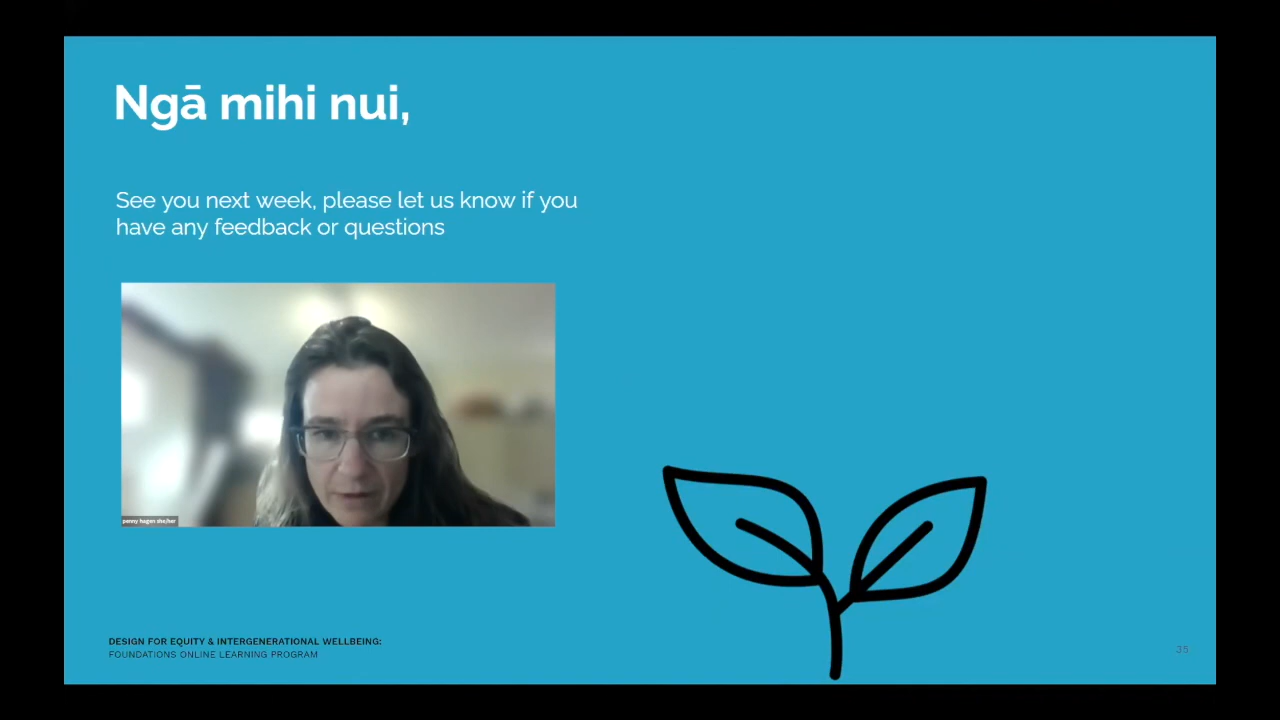 Ngā mihi nui,
See you next week, please let us know if you
have any feedback or questions
penny hagen she/her
DESIGN FOR EQUITY & INTERGENERATIONAL WELLBEING:
FOUNDATIONS ONLINE LEARNING PROGRAM
35